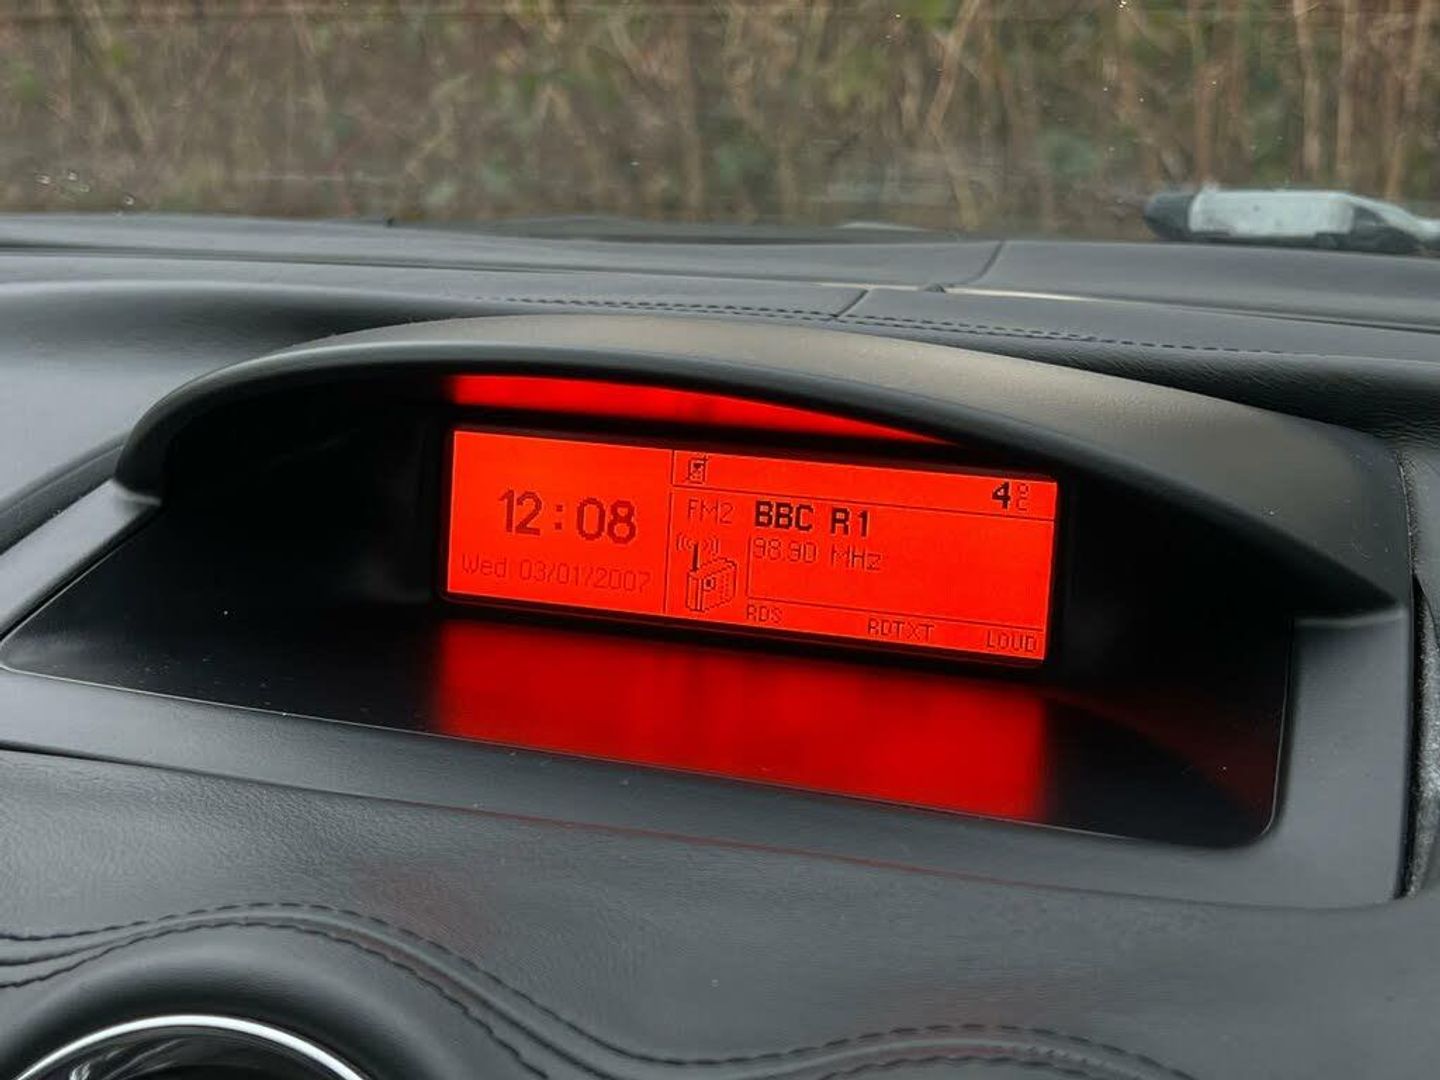 12:08
Wed 03/01/2007
4°C
FM2 BBC R1
98.90 MHz
RDS RDTXT LOUD